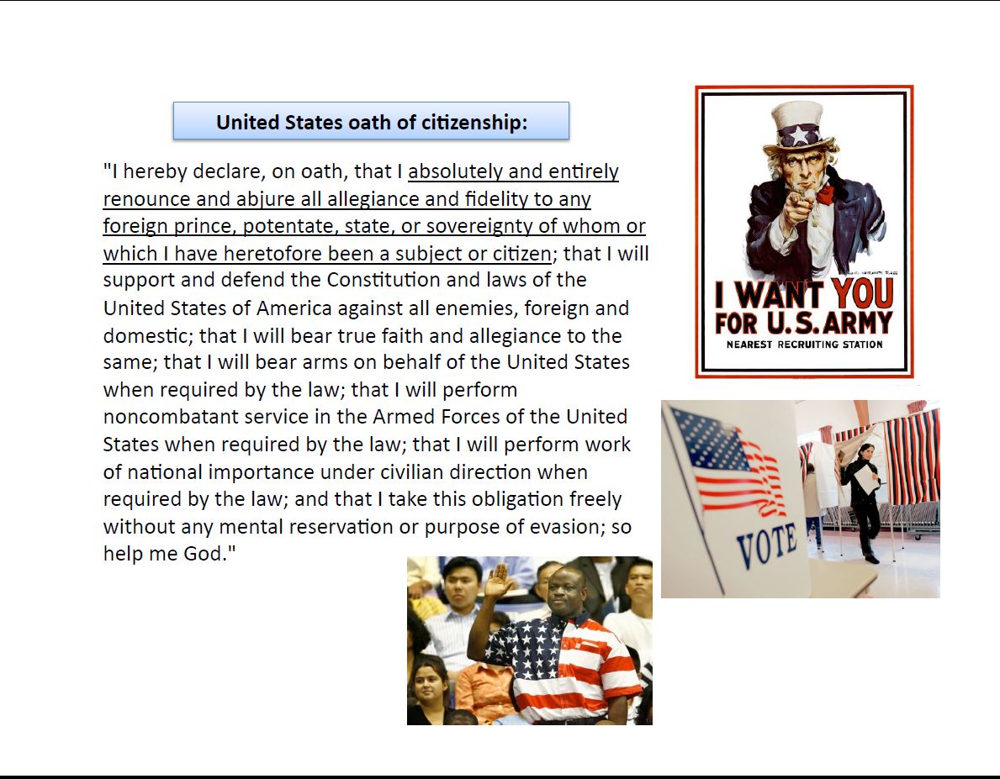 United States oath of citizenship:
"I hereby declare, on oath, that I absolutely and entirely
renounce and abjure all allegiance and fidelity to any
foreign prince, potentate, state, or sovereignty of whom or
which I have heretofore been a subject or citizen; that I will
support and defend the Constitution and laws of the
United States of America against all enemies, foreign and
domestic; that I will bear true faith and allegiance to the
same; that I will bear arms on behalf of the United States
when required by the law; that I will perform
noncombatant service in the Armed Forces of the United
States when required by the law; that I will perform work
of national importance under civilian direction when
required by the law; and that I take this obligation freely
without any mental reservation or purpose of evasion; so
help me God."
I WANT YOU
FOR U.S. ARMY
NEAREST RECRUITING STATION
VOTE